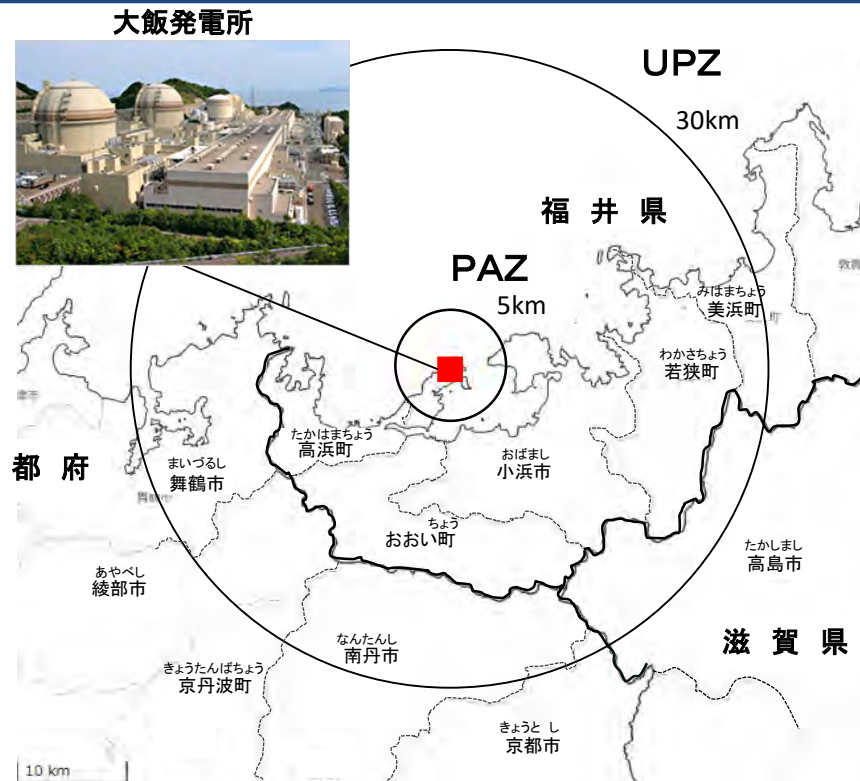 大飯発電所
UPZ
30km
福井県
PAZ
5km
みはまちょう
美浜町
町
わかさちょう
若狭町
たかはまちょう
高浜町
おばまし
小浜市
都府
まいづるし
舞鶴市
ちょう
おおい町
たかしまし
高島市
あやべし
綾部市
なんたんし
南丹市
滋賀県
きょうたんばちょう
京丹波町
きょうと し
京都市
10 km